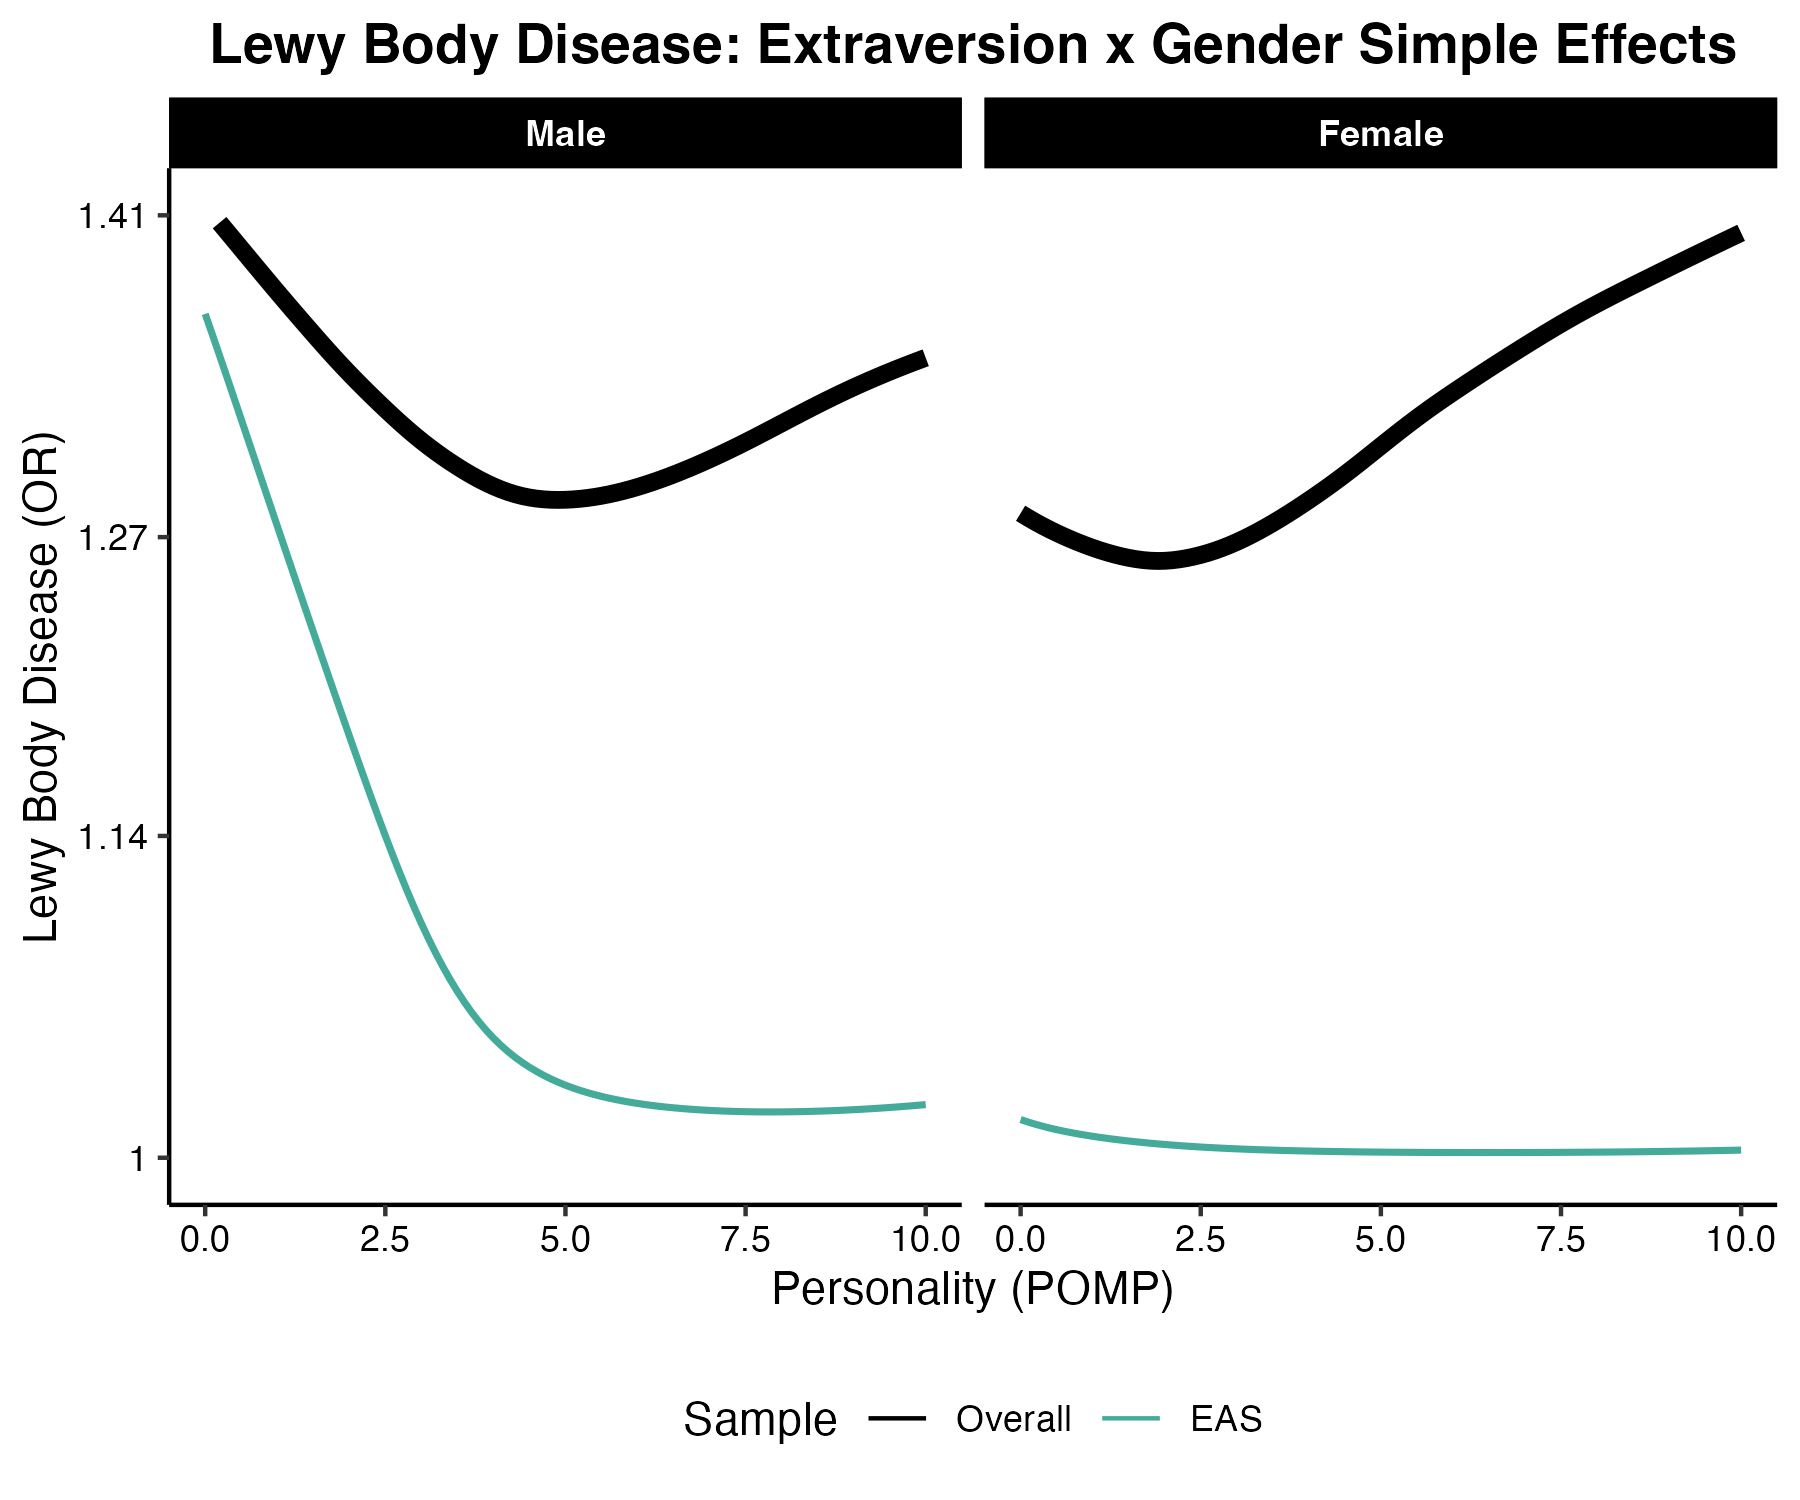 Lewy Body Disease: Extraversion x Gender Simple Effects
Male Female
Lewy Body Disease (OR)
1.41
1.27
1.14
1
0.0 2.5 5.0 7.5 10.0 0.0 2.5 5.0 7.5 10.0
Personality (POMP)
Sample Overall EAS